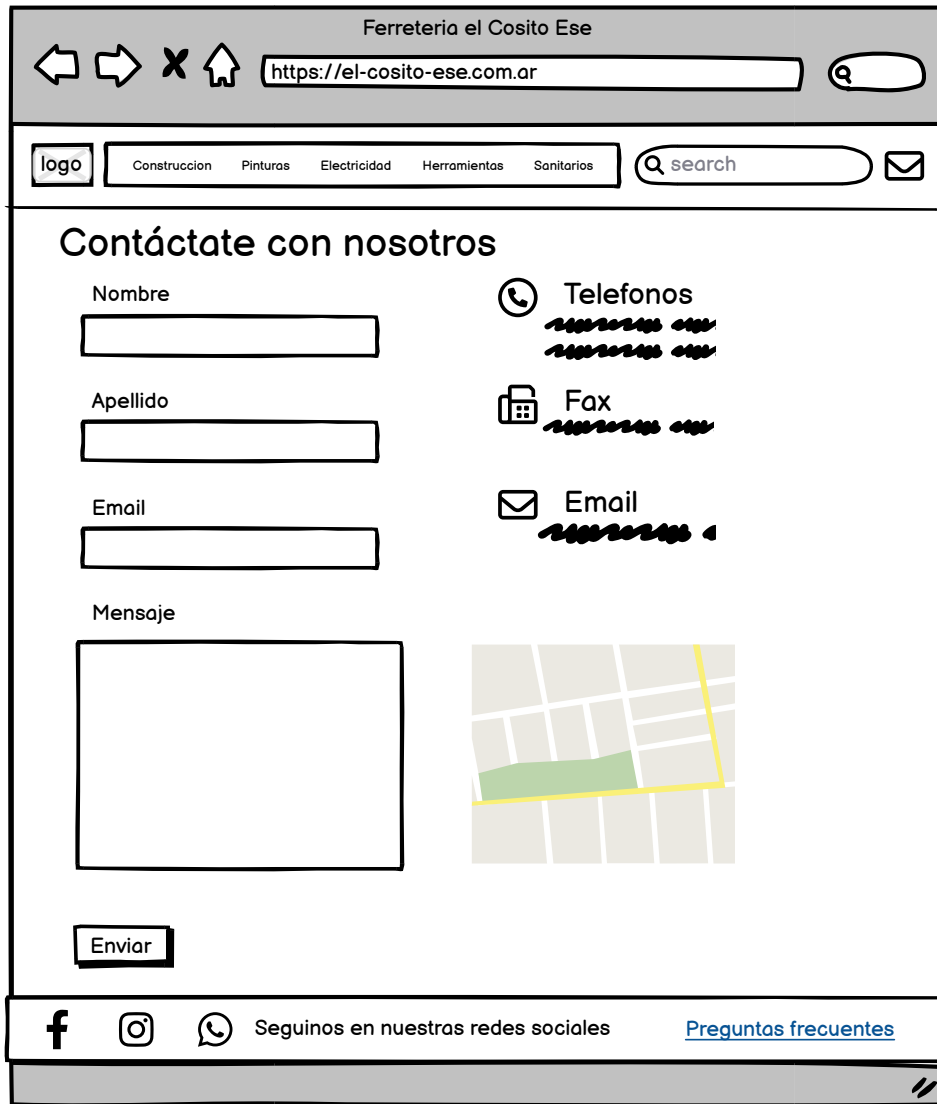 Ferreteria el Cosito Ese
https://el-cosito-ese.com.ar
logo
Construccion Pinturas Electricidad Herramientas Sanitarios
search
Contáctate con nosotros
Nombre
Apellido
Email
Mensaje
Enviar
Telefonos
Fax
Email
Seguinos en nuestras redes sociales
Preguntas frecuentes